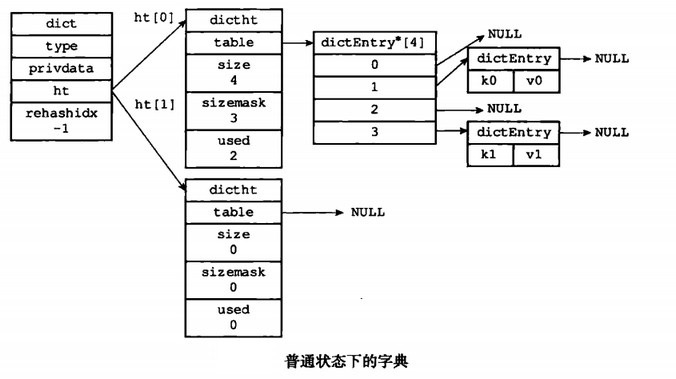 dict
type
privdata
ht
rehashidx
-1
ht[0]
ht[1]
dictht
table
size
4
sizemask
3
used
2
dictEntry*[4]
0
1
2
3
NULL
dictEntry
k0 v0
NULL
NULL
dictEntry
k1 v1
NULL
dictht
table
size
0
sizemask
0
used
0
NULL
普通状态下的字典